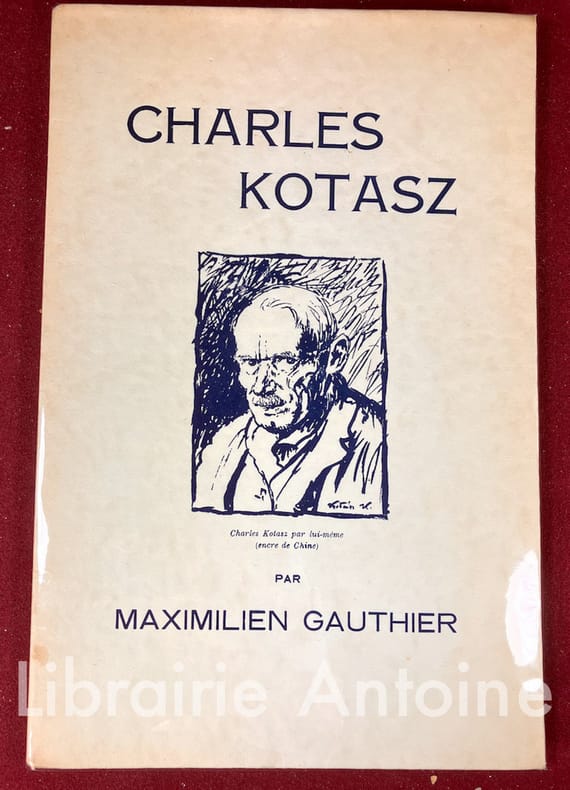 CHARLES
KOTASZ
Charles Kotasz par lui-même
(encre de Chine)
PAR
MAXIMILIEN GAUTHIER
Librairie Antoine